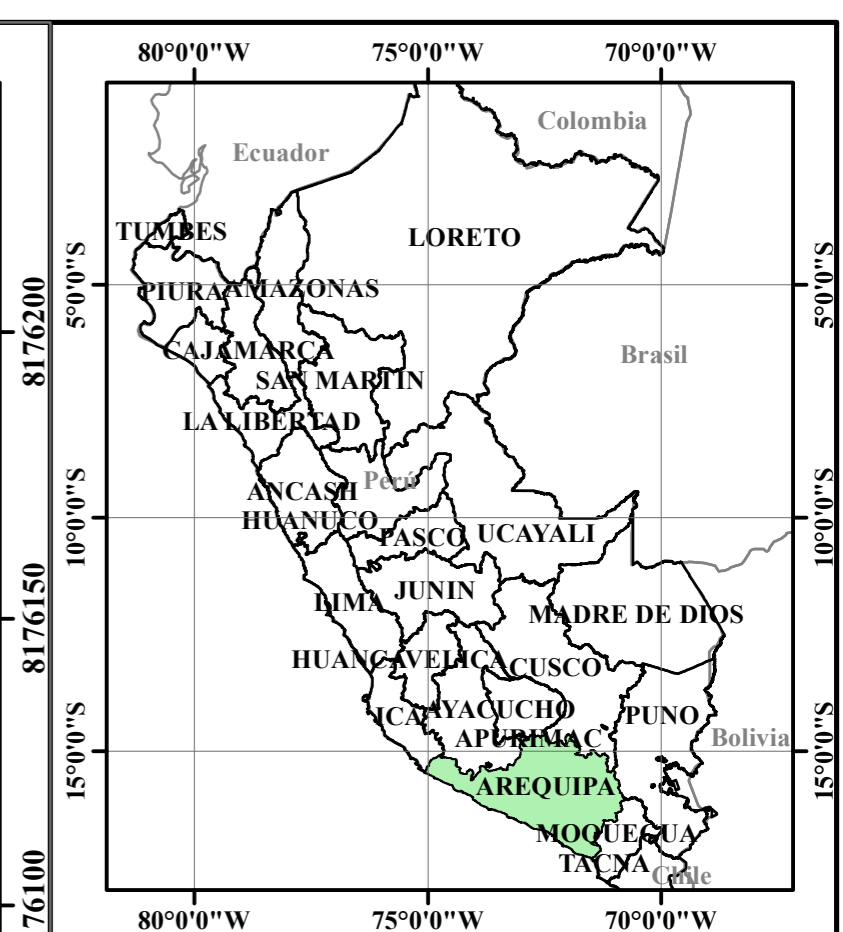 80°0'0"W 75°0'0"W 70°0'0"W
Colombia
Ecuador
TUMBES
LORETO
5°0'0"S
5°0'0"S
PIURA
AMAZONAS
8176200
CAJAMARCA
Brasil
SAN MARTIN
LA LIBERTAD
Perú
ANCASH
10°0'0"S
10°0'0"S
HUANUCO
PASCO
UCAYALI
JUNIN
LIMA
MADRE DE DIOS
8176150
HUANCAVELICA
CUSCO
ICA
AYACUCHO
PUNO
APURIMAC
Bolivia
15°0'0"S
15°0'0"S
AREQUIPA
MOQUEGUA
TACNA
Chile
76100
80°0'0"W 75°0'0"W 70°0'0"W